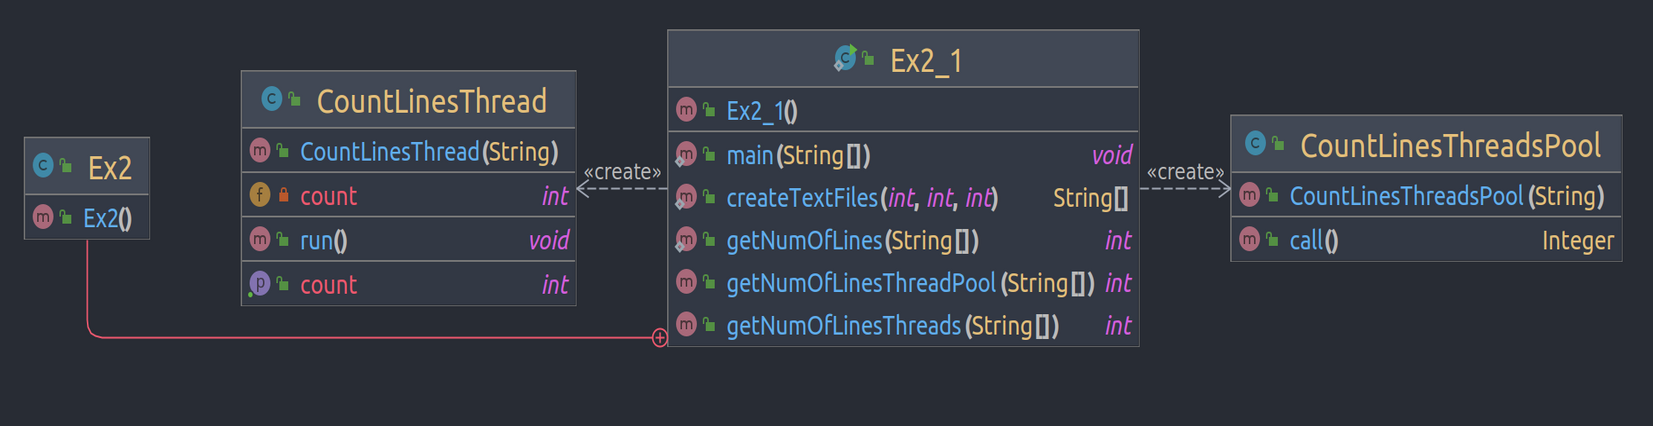 Ex2
Ex2()
CountLinesThread
CountLinesThread(String)
count int
run() void
count int
«create»
Ex2_1
Ex2_1()
main(String[]) void
createTextFiles(int, int, int) String[]
getNumOfLines(String[]) int
getNumOfLinesThreadPool(String[]) int
getNumOfLinesThreads(String[]) int
«create»
CountLinesThreadsPool
CountLinesThreadsPool(String)
call() Integer